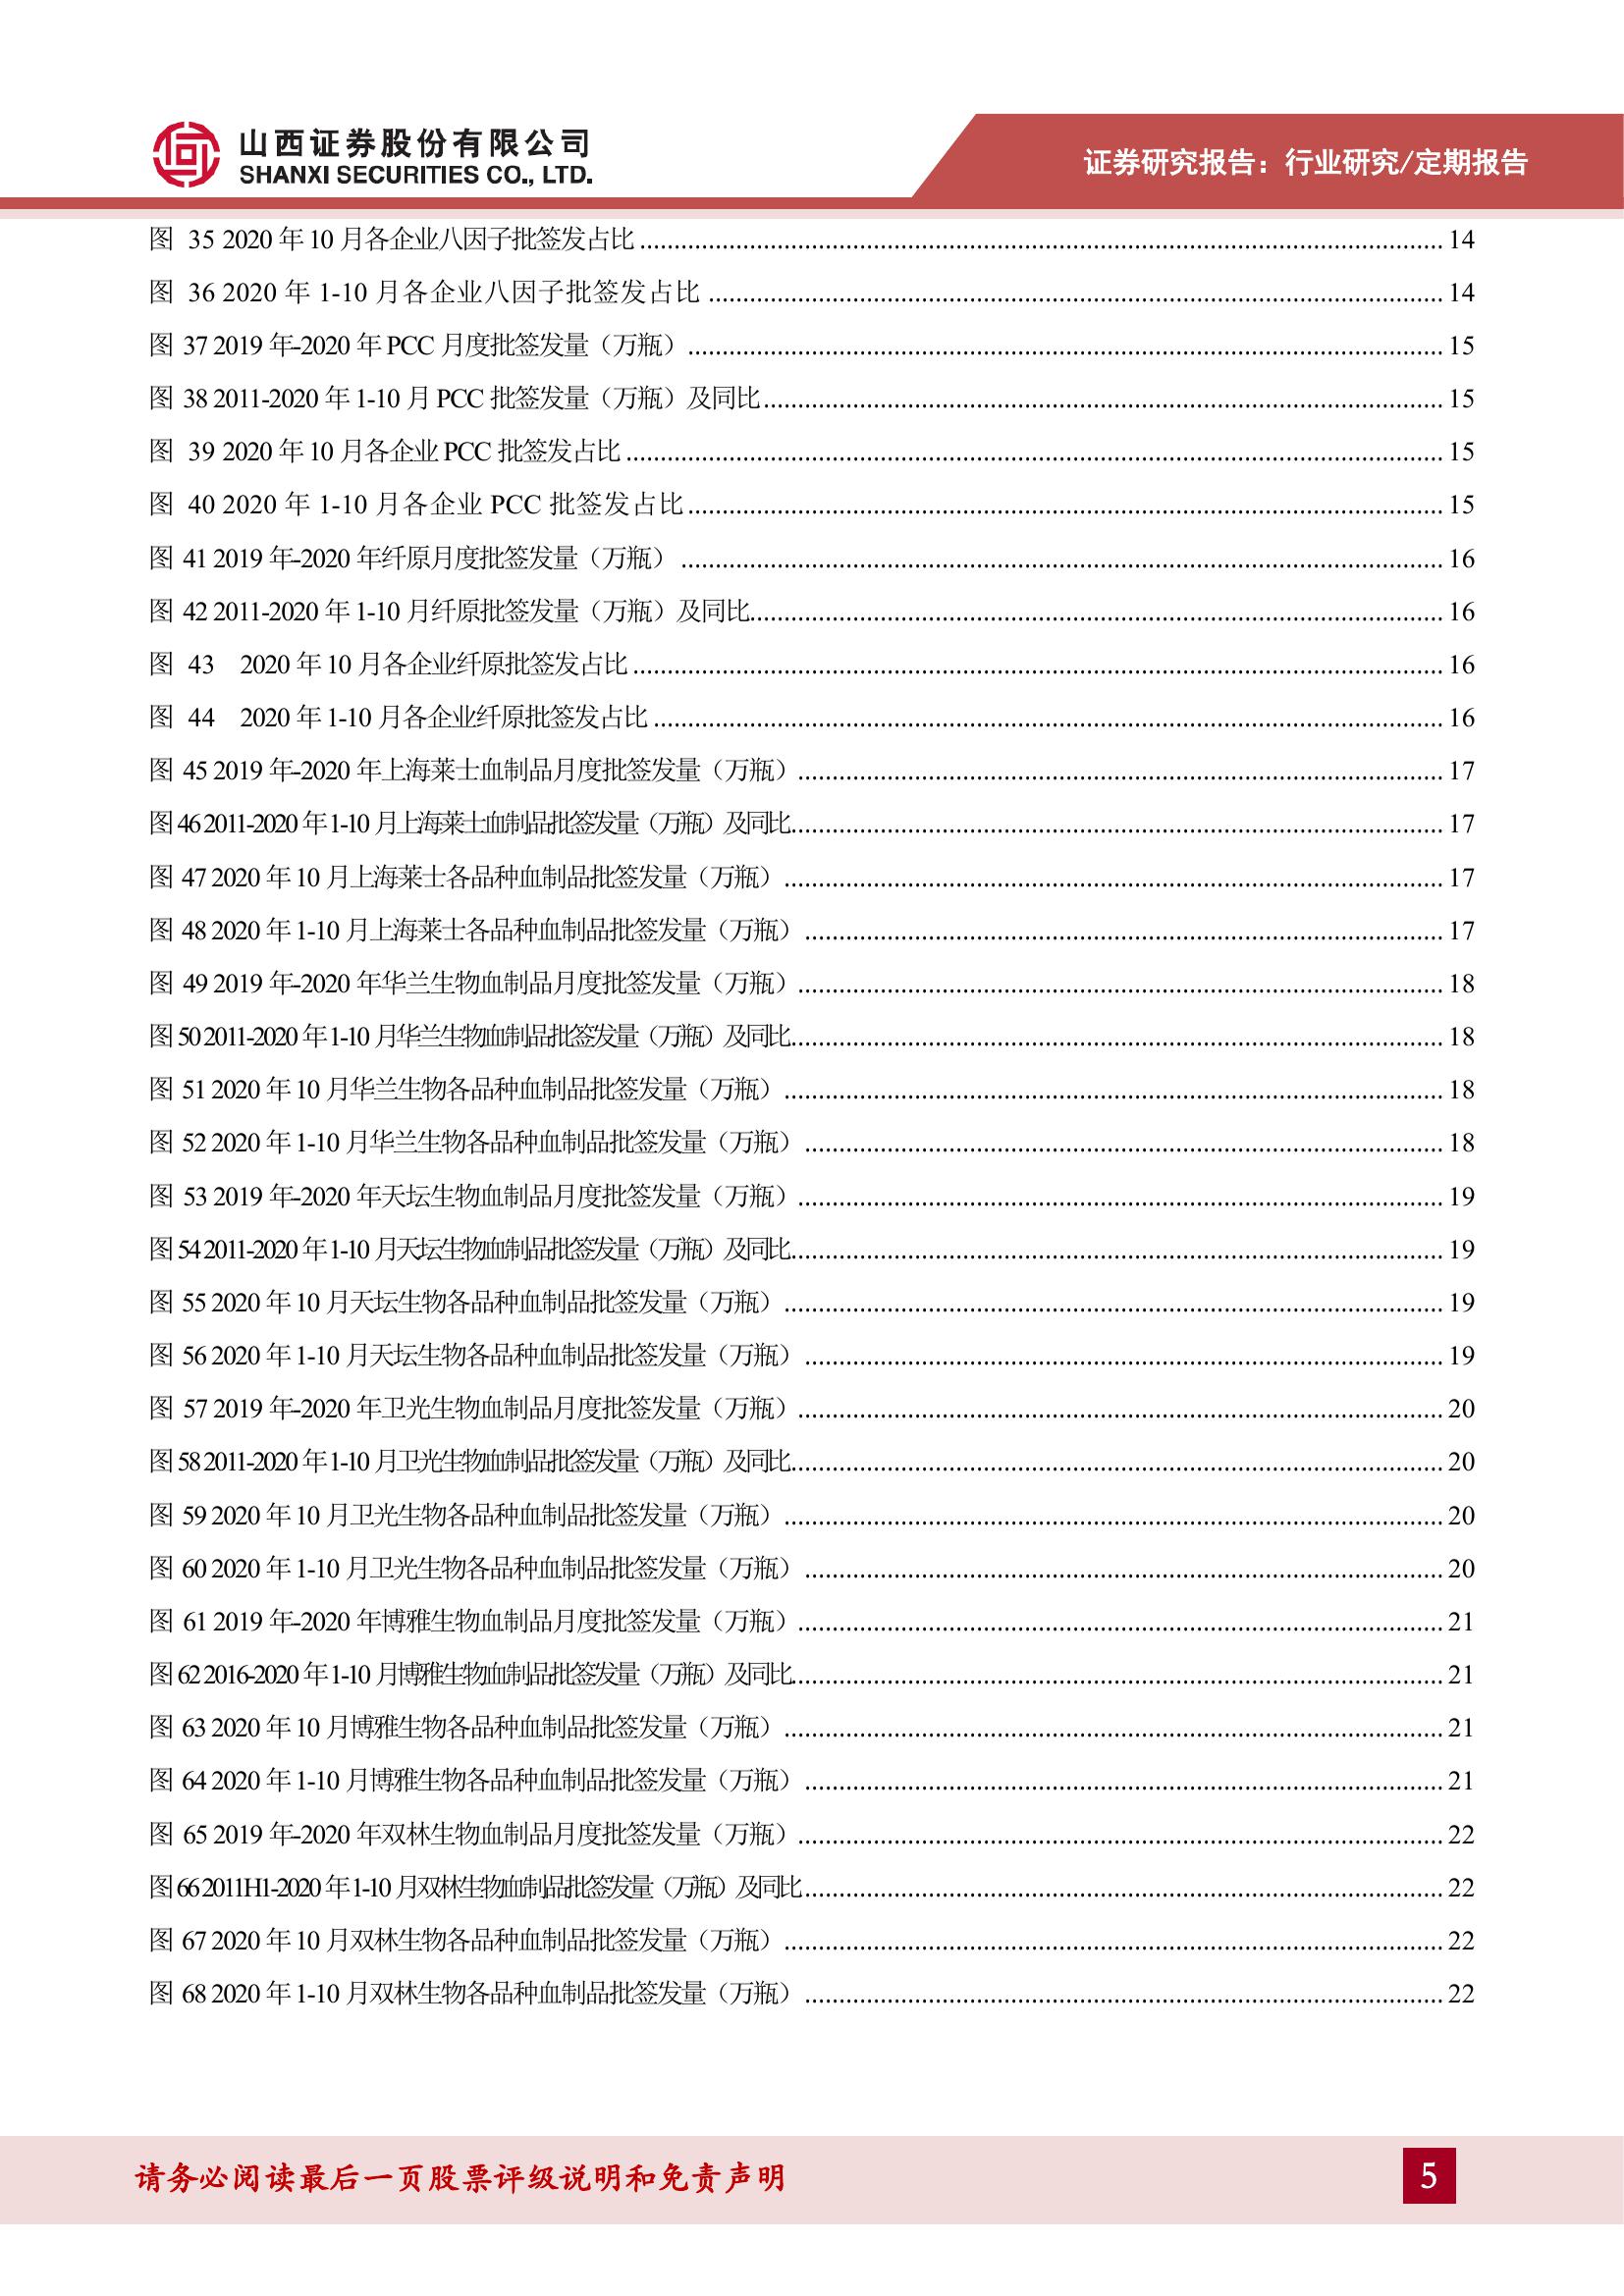 山西证券股份有限公司
SHANXI SECURITIES CO., LTD.
证券研究报告：行业研究/定期报告
图 35 2020 年 10 月各企业八因子批签发占比 14
图 36 2020 年 1-10 月各企业八因子批签发占比 14
图 37 2019 年-2020 年 PCC 月度批签发量（万瓶） 15
图 38 2011-2020 年 1-10 月 PCC 批签发量（万瓶）及同比 15
图 39 2020 年 10 月各企业 PCC 批签发占比 15
图 40 2020 年 1-10 月各企业 PCC 批签发占比 15
图 41 2019 年-2020 年纤原月度批签发量（万瓶） 16
图 42 2011-2020 年 1-10 月纤原批签发量（万瓶）及同比 16
图 43 2020 年 10 月各企业纤原批签发占比 16
图 44 2020 年 1-10 月各企业纤原批签发占比 16
图 45 2019 年-2020 年上海莱士血制品月度批签发量（万瓶） 17
图 46 2011-2020 年 1-10 月上海莱士血制品批签发量（万瓶）及同比 17
图 47 2020 年 10 月上海莱士各品种血制品批签发量（万瓶） 17
图 48 2020 年 1-10 月上海莱士各品种血制品批签发量（万瓶） 17
图 49 2019 年-2020 年华兰生物血制品月度批签发量（万瓶） 18
图 50 2011-2020 年 1-10 月华兰生物血制品批签发量（万瓶）及同比 18
图 51 2020 年 10 月华兰生物各品种血制品批签发量（万瓶） 18
图 52 2020 年 1-10 月华兰生物各品种血制品批签发量（万瓶） 18
图 53 2019 年-2020 年天坛生物血制品月度批签发量（万瓶） 19
图 54 2011-2020 年 1-10 月天坛生物血制品批签发量（万瓶）及同比 19
图 55 2020 年 10 月天坛生物各品种血制品批签发量（万瓶） 19
图 56 2020 年 1-10 月天坛生物各品种血制品批签发量（万瓶） 19
图 57 2019 年-2020 年卫光生物血制品月度批签发量（万瓶） 20
图 58 2011-2020 年 1-10 月卫光生物血制品批签发量（万瓶）及同比 20
图 59 2020 年 10 月卫光生物各品种血制品批签发量（万瓶） 20
图 60 2020 年 1-10 月卫光生物各品种血制品批签发量（万瓶） 20
图 61 2019 年-2020 年博雅生物血制品月度批签发量（万瓶） 21
图 62 2016-2020 年 1-10 月博雅生物血制品批签发量（万瓶）及同比 21
图 63 2020 年 10 月博雅生物各品种血制品批签发量（万瓶） 21
图 64 2020 年 1-10 月博雅生物各品种血制品批签发量（万瓶） 21
图 65 2019 年-2020 年双林生物血制品月度批签发量（万瓶） 22
图 66 2011H1-2020 年 1-10 月双林生物血制品批签发量（万瓶）及同比 22
图 67 2020 年 10 月双林生物各品种血制品批签发量（万瓶） 22
图 68 2020 年 1-10 月双林生物各品种血制品批签发量（万瓶） 22
请务必阅读最后一页股票评级说明和免责声明
5